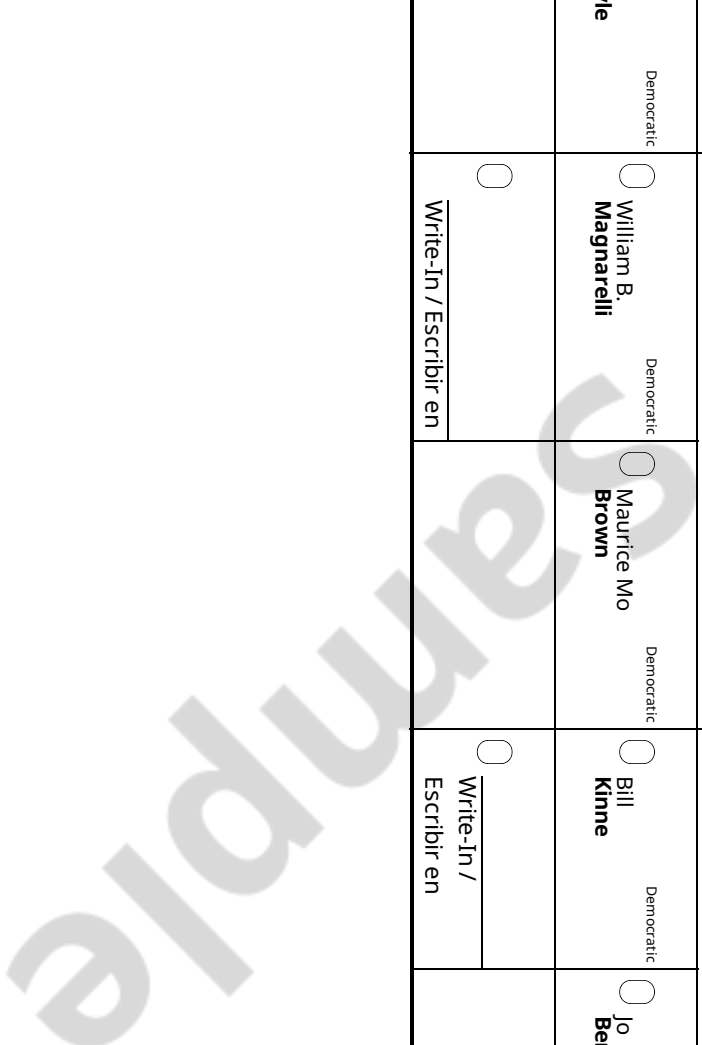 Democratic
William B.
Magnarelli
Democratic
Maurice Mo
Brown
Democratic
Bill
Kinne
Democratic
Jo
Write-In / Escribir en
Write-In /
Escribir en
Sample